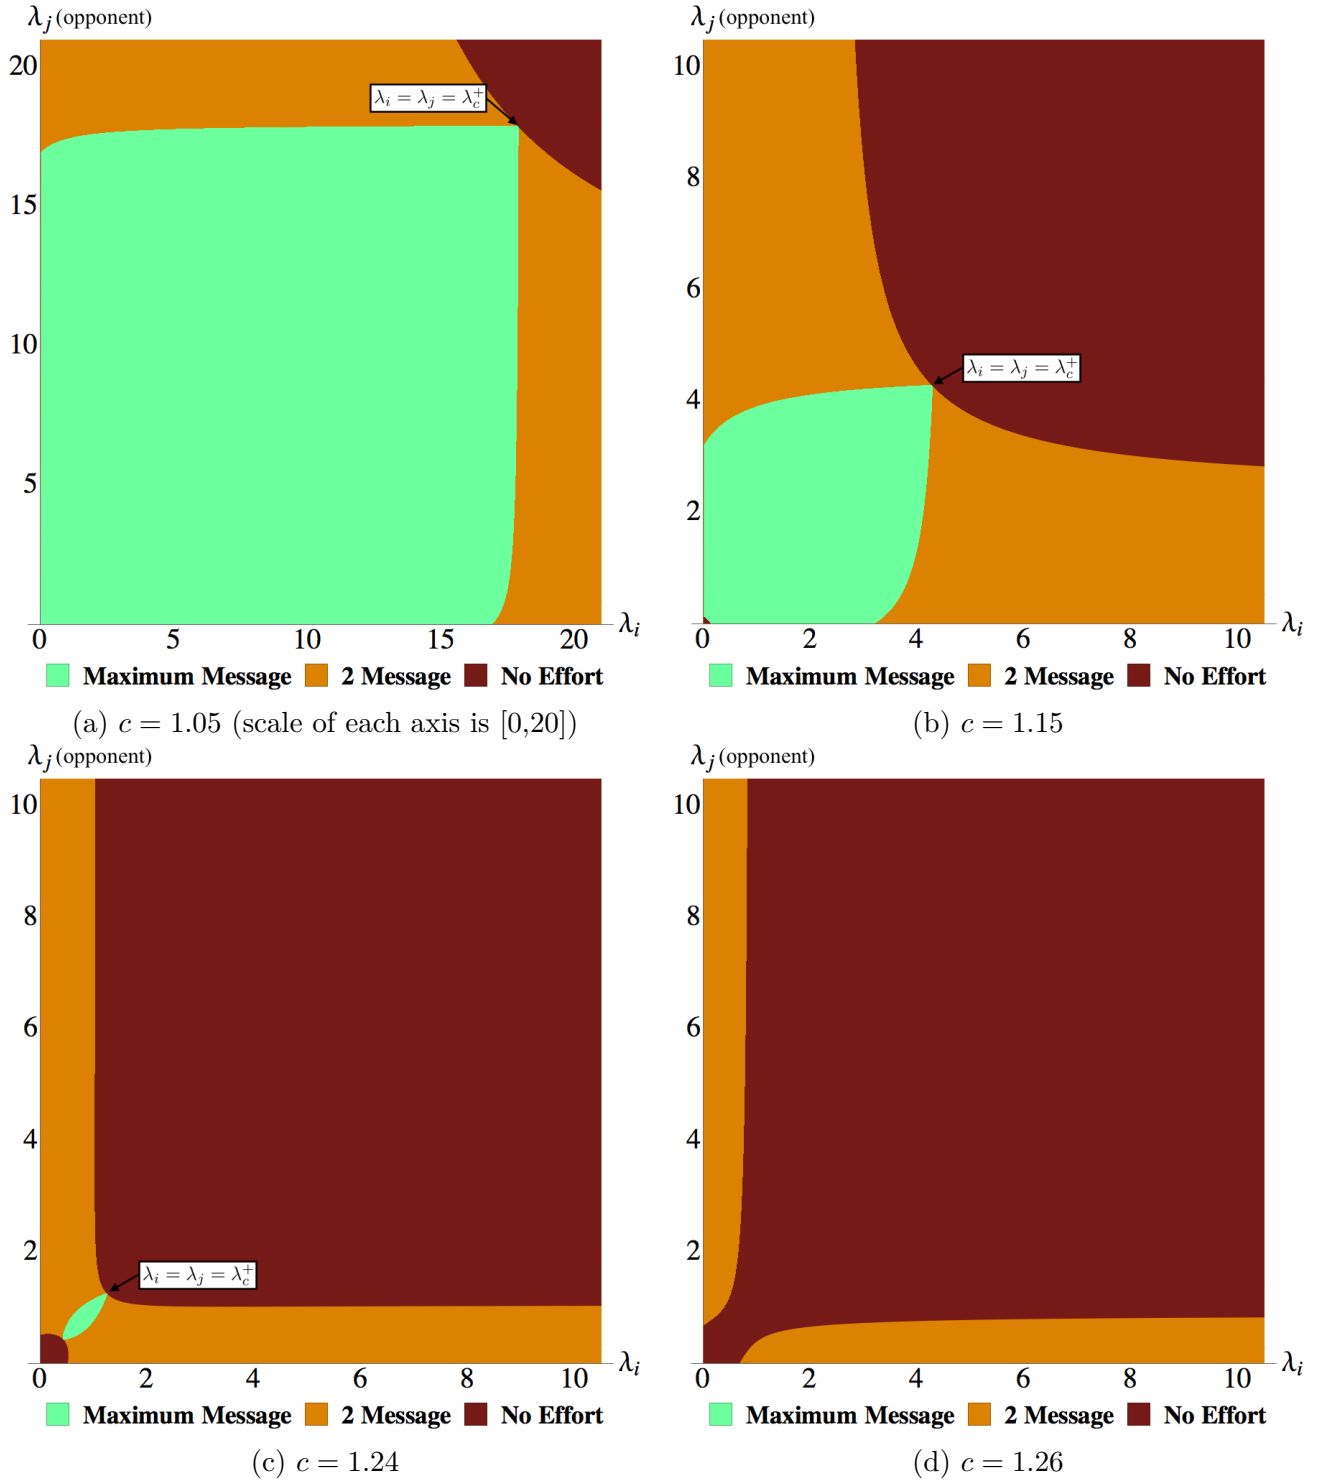 λj (opponent)
20
15
10
5
0 5 10 15 20 λi
λi = λj = λc+
Maximum Message 2 Message No Effort
(a) c = 1.05 (scale of each axis is [0,20])
λj (opponent)
10
8
6
4
2
0 2 4 6 8 10 λi
λi = λj = λc+
Maximum Message 2 Message No Effort
(b) c = 1.15
λj (opponent)
10
8
6
4
2
0 2 4 6 8 10 λi
λi = λj = λc+
Maximum Message 2 Message No Effort
(c) c = 1.24
λj (opponent)
10
8
6
4
2
0 2 4 6 8 10 λi
Maximum Message 2 Message No Effort
(d) c = 1.26